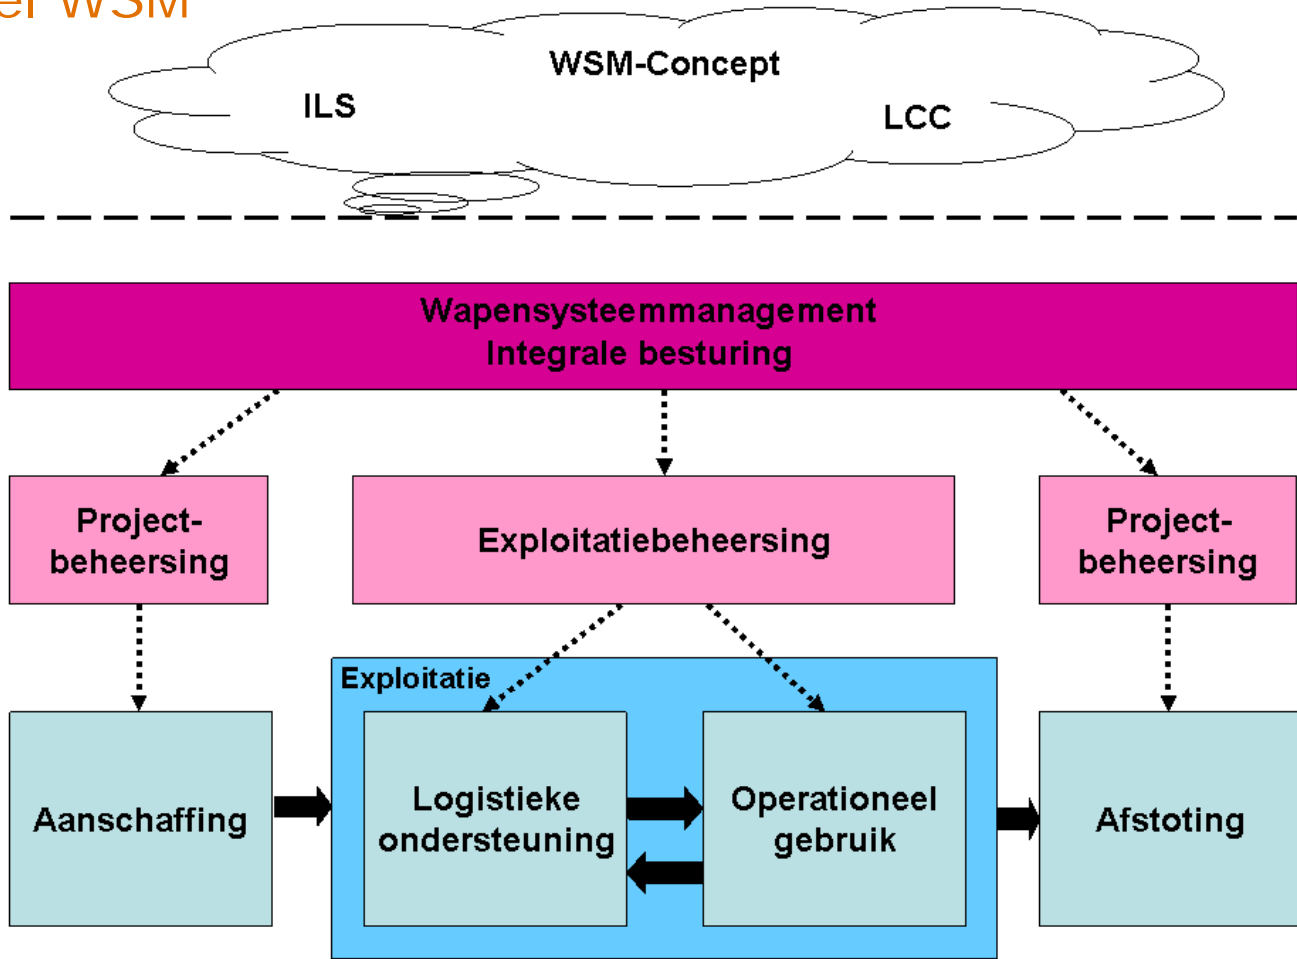 WSM
WSM-Concept
ILS
LCC
Wapensysteemmanagement
Integrale besturing
Project-
beheersing
Exploitatiebeheersing
Project-
beheersing
Exploitatie
Aanschaffing
Logistieke
ondersteuning
Operationeel
gebruik
Afstoting